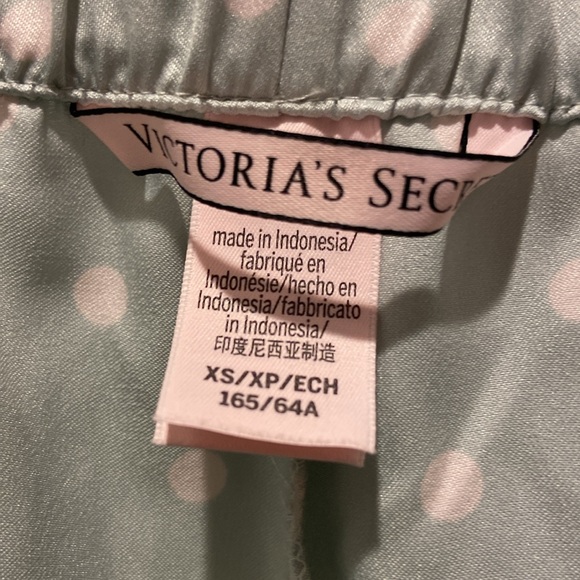 VICTORIA'S SECRE
made in Indonesia/
fabriqué en
Indonésie/hecho en
Indonesia/fabbricato
in Indonesia/
印度尼西亚制造
XS/XP/ECH
165/64A